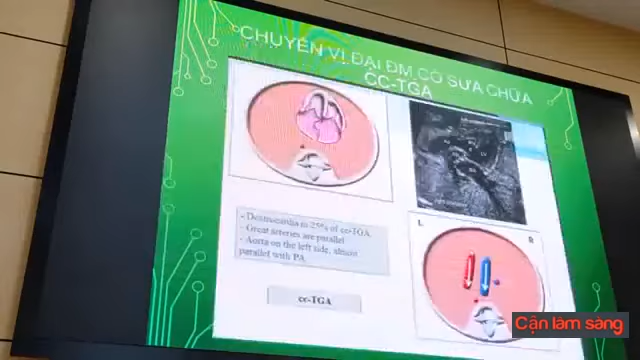 CHUYỂN VỊ ĐẠI ĐM CÓ SỬA CHỮA
CC-TGA
- Dextrocardia in 25% of cc-TGA
- Great arteries are parallel
- Aorta on the left side, almost
parallel with PA
cc-TGA
L
R
Cận lâm sàng